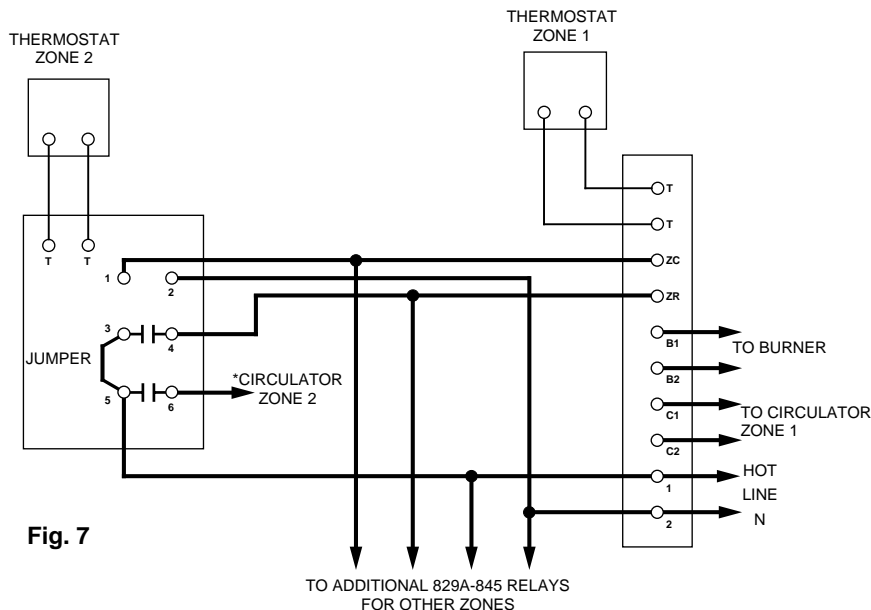 THERMOSTAT
ZONE 1
THERMOSTAT
ZONE 2
T
T
ZC
ZR
B1
B2
C1
C2
1
2
TO BURNER
TO CIRCULATOR
ZONE 1
HOT
LINE
N
T T
1
2
3
4
5
6
JUMPER
*CIRCULATOR
ZONE 2
Fig. 7
TO ADDITIONAL 829A-845 RELAYS
FOR OTHER ZONES